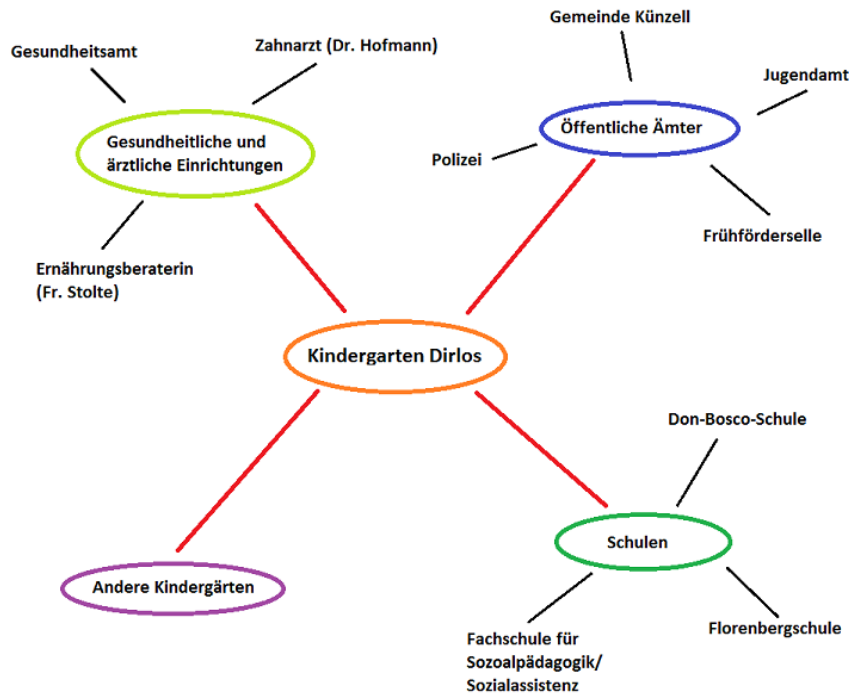 Gemeinde Künzell
Gesundheitsamt
Zahnarzt (Dr. Hofmann)
Jugendamt
Gesundheitliche und
ärztliche Einrichtungen
Öffentliche Ämter
Polizei
Frühförderselle
Ernährungsberaterin
(Fr. Stolte)
Kindergarten Dirlos
Don-Bosco-Schule
Schulen
Andere Kindergärten
Florenbergschule
Fachschule für
Sozoalpädagogik/
Sozialassistenz